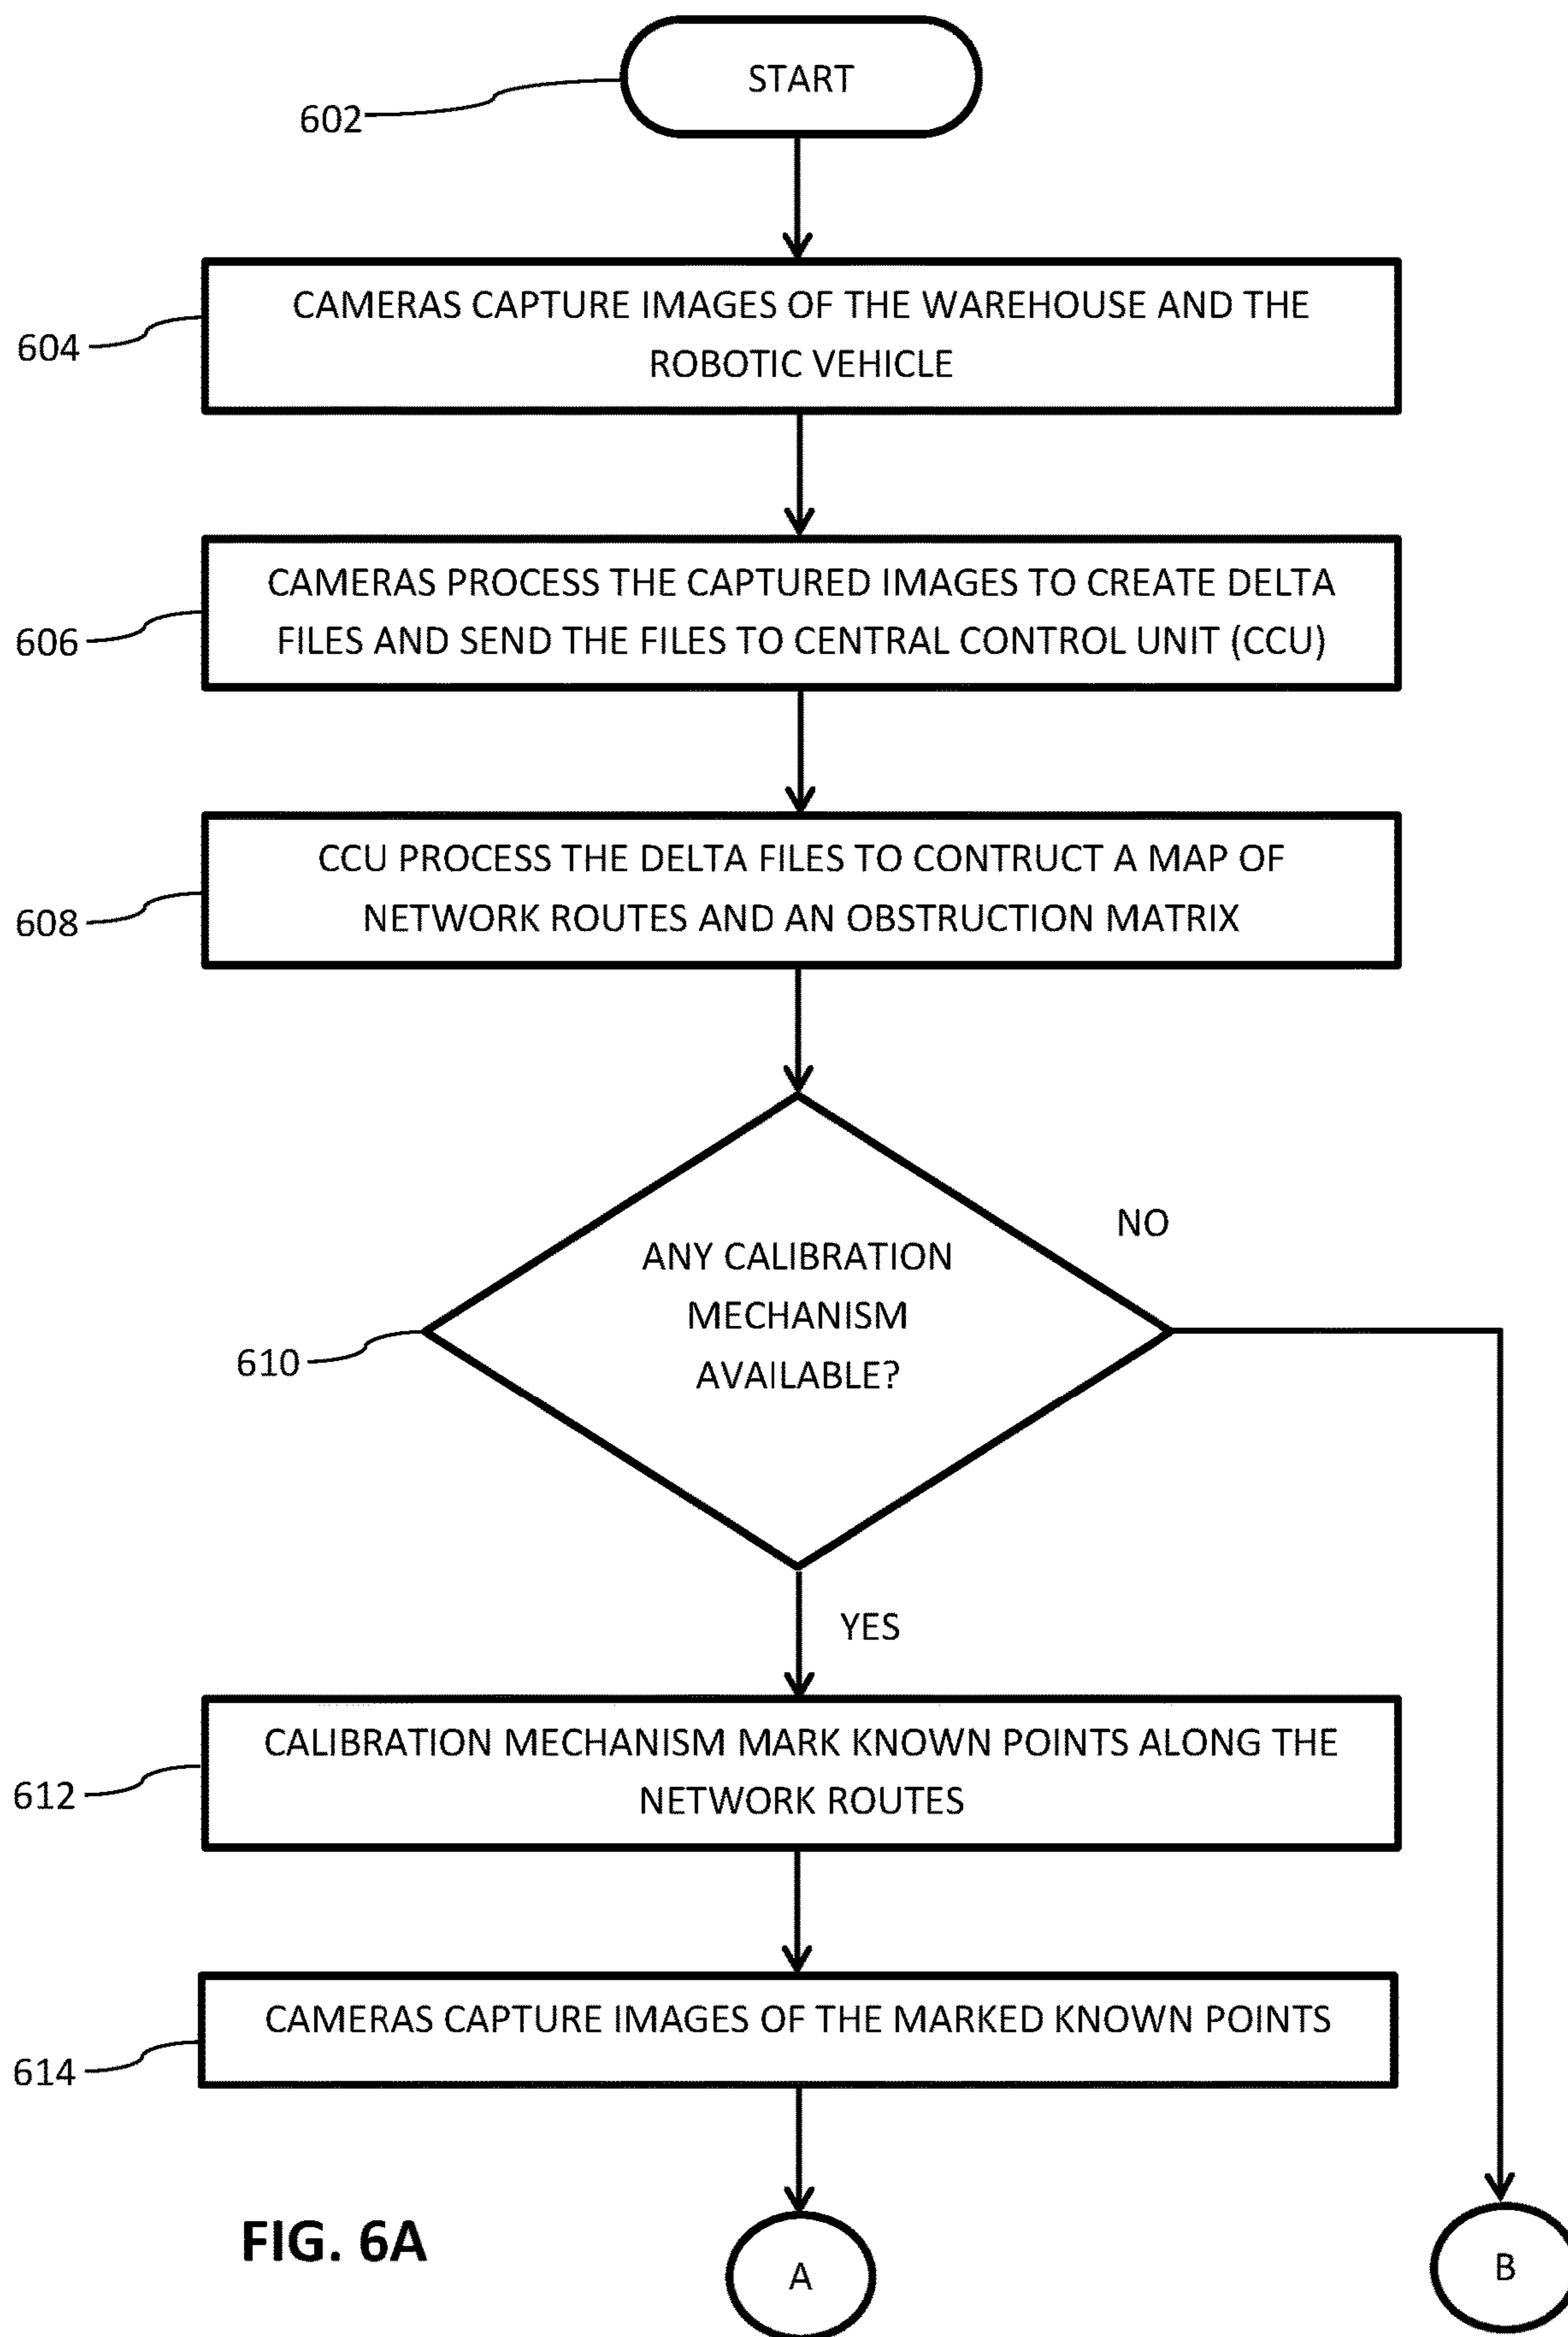 START
602
CAMERAS CAPTURE IMAGES OF THE WAREHOUSE AND THE
ROBOTIC VEHICLE
604
CAMERAS PROCESS THE CAPTURED IMAGES TO CREATE DELTA
FILES AND SEND THE FILES TO CENTRAL CONTROL UNIT (CCU)
606
CCU PROCESS THE DELTA FILES TO CONTRUCT A MAP OF
NETWORK ROUTES AND AN OBSTRUCTION MATRIX
608
NO
ANY CALIBRATION
MECHANISM
AVAILABLE?
610
YES
CALIBRATION MECHANISM MARK KNOWN POINTS ALONG THE
NETWORK ROUTES
612
CAMERAS CAPTURE IMAGES OF THE MARKED KNOWN POINTS
614
FIG. 6A
A
B